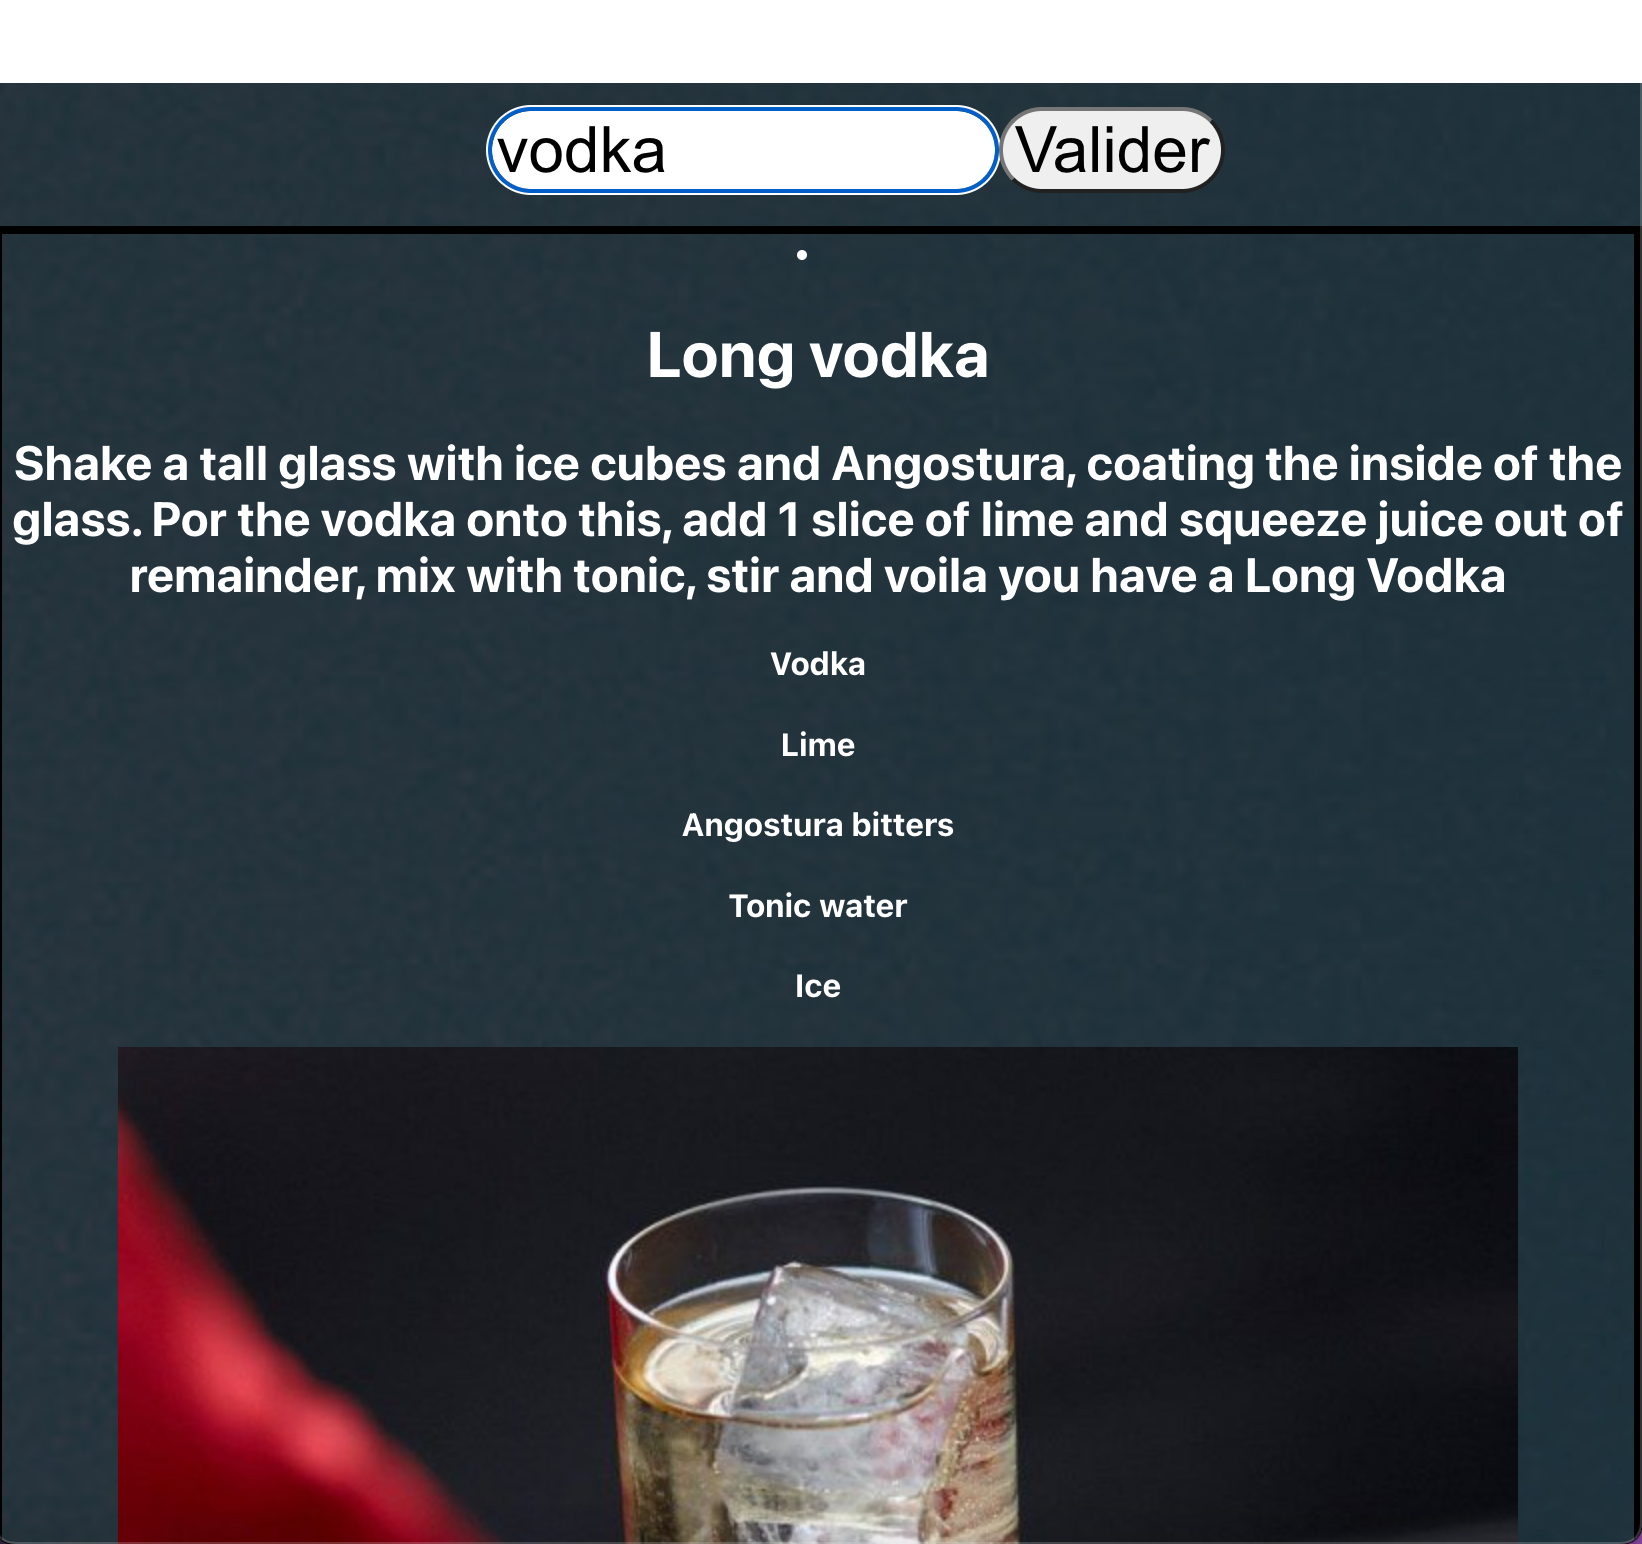 vodka Valider
Long vodka
Shake a tall glass with ice cubes and Angostura, coating the inside of the
glass. Por the vodka onto this, add 1 slice of lime and squeeze juice out of
remainder, mix with tonic, stir and voila you have a Long Vodka
Vodka
Lime
Angostura bitters
Tonic water
Ice